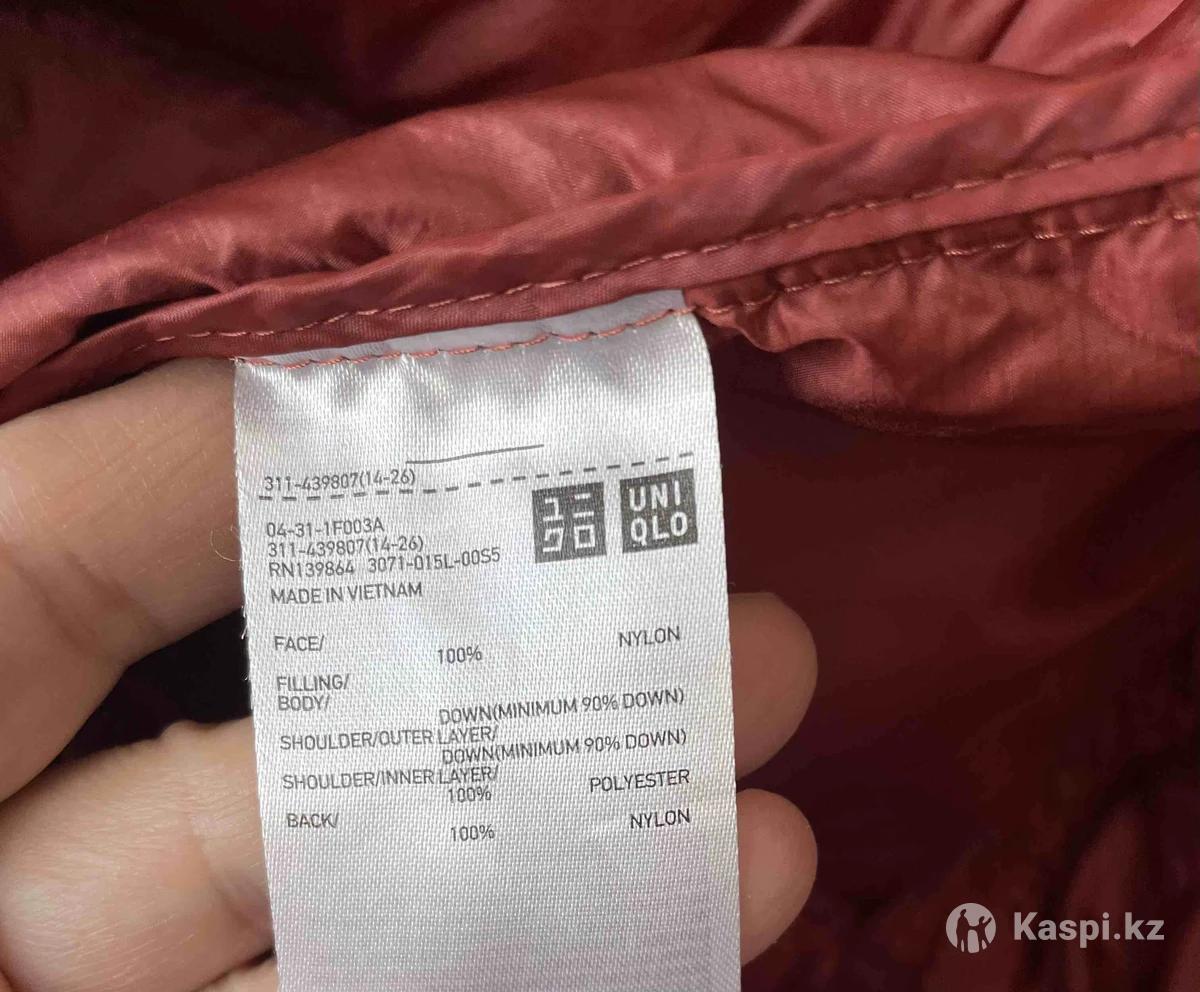 311-439807(14-26)
04-31-1F003A
311-439807(14-26)
RN139864 3071-015L-00S5
MADE IN VIETNAM
ユニ
クロ
UNI
QLO
FACE/
100% NYLON
FILLING/
BODY/
DOWN(MINIMUM 90% DOWN)
SHOULDER/OUTER LAYER/
DOWN(MINIMUM 90% DOWN)
SHOULDER/INNER LAYER/
100% POLYESTER
BACK/
100% NYLON
Kaspi.kz